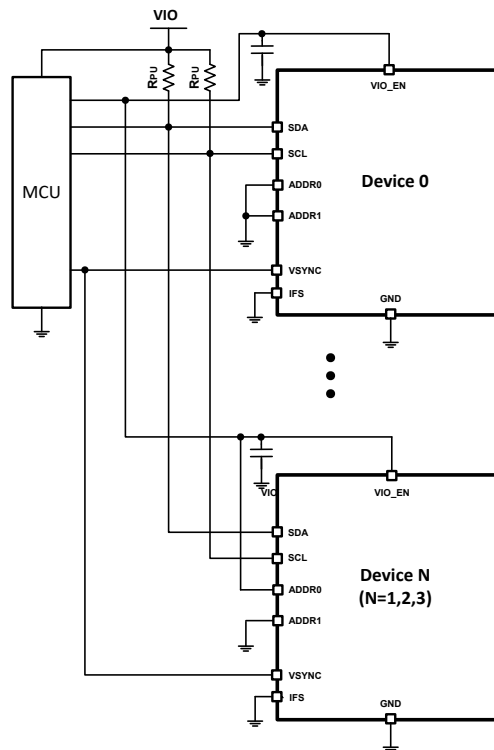 VIO
RPU
RPU
VIO_EN
SDA
SCL
ADDR0
Device 0
MCU
ADDR1
VSYNC
IFS
GND
VIO
VIO_EN
SDA
SCL
ADDR0
Device N
(N=1,2,3)
ADDR1
VSYNC
IFS
GND